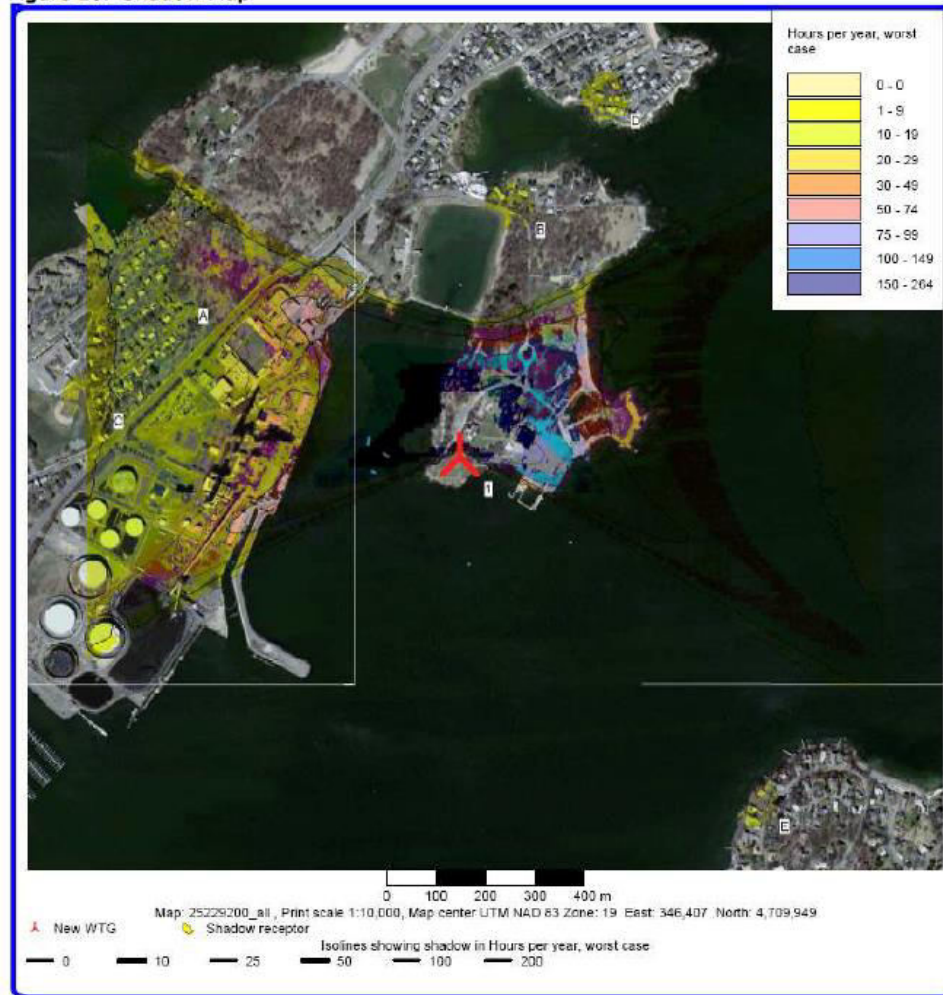 Hours per year, worst
case
0 - 0
1 - 9
10 - 19
20 - 29
30 - 49
50 - 74
75 - 99
100 - 149
150 - 264
D
B
A
C
1
E
0 100 200 300 400 m
Map: 25229200_all , Print scale 1:10,000, Map center UTM NAD 83 Zone: 19 East: 346,407 North: 4,709,949
New WTG Shadow receptor
Isolines showing shadow in Hours per year, worst case
0 10 25 50 100 200